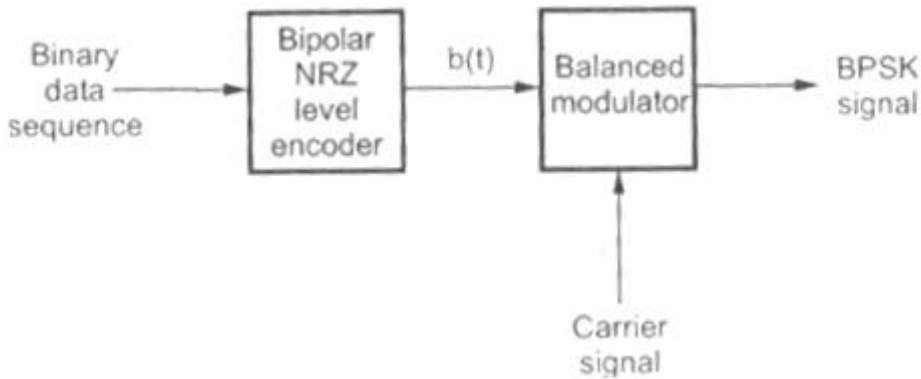 Binary
data
sequence
Bipolar
NRZ
level
encoder
b(t)
Balanced
modulator
BPSK
signal
Carrier
signal